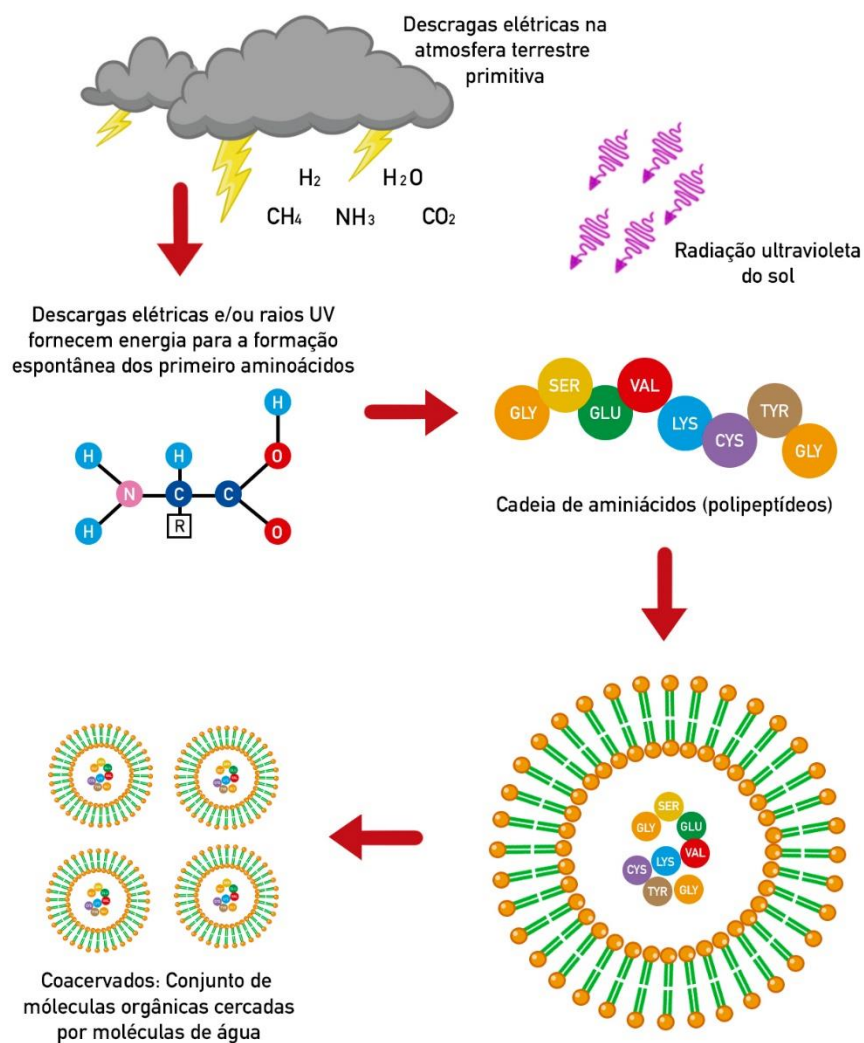 Descragas elétricas na
atmosfera terrestre
primitiva
H2 H2O
CH4 NH3 CO2
Radiação ultravioleta
do sol
Descargas elétricas e/ou raios UV
fornecem energia para a formação
espontânea dos primeiro aminoácidos
H
H H O
N C C
H R O
GLY SER GLU VAL LYS CYS TYR GLY
Cadeia de aminiácidos (polipeptídeos)
SER
GLY GLU
CYS LYS VAL
TYR GLY
Coacervados: Conjunto de
móleculas orgânicas cercadas
por moléculas de água